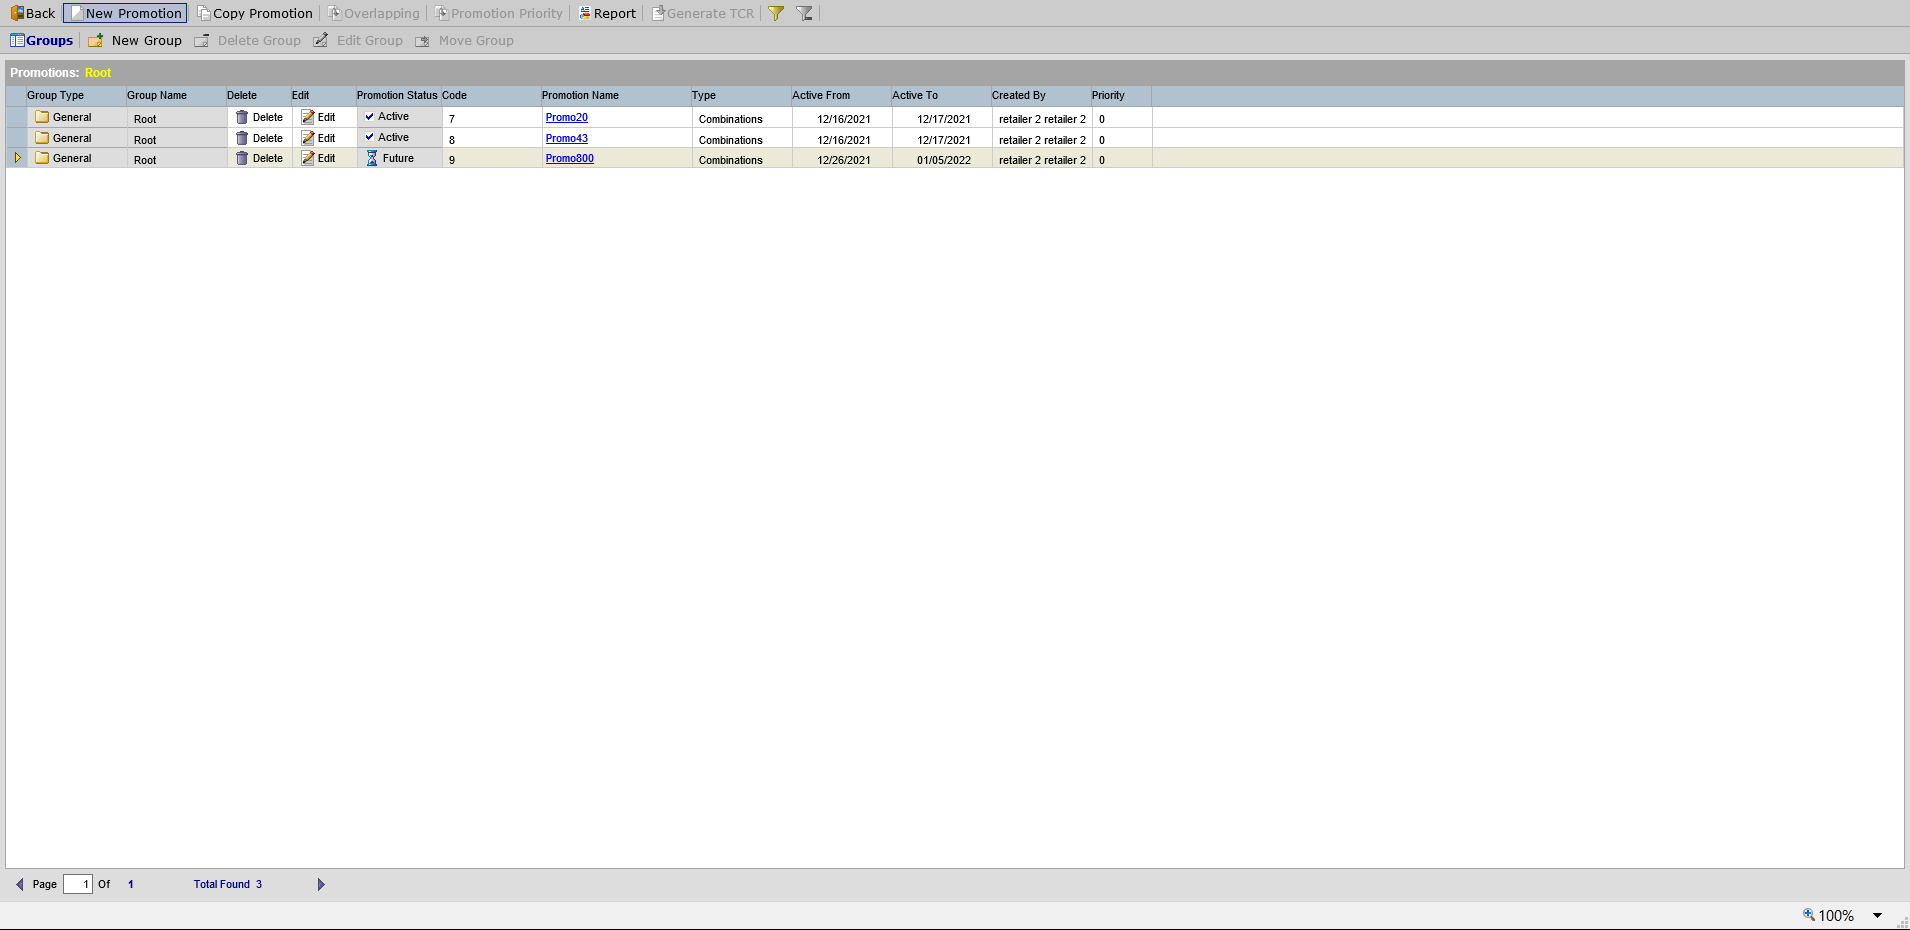 Back New Promotion Copy Promotion Overlapping Promotion Priority Report Generate TCR
Groups New Group Delete Group Edit Group Move Group
Promotions: Root
Group Type Group Name Delete Edit Promotion Status Code Promotion Name Type Active From Active To Created By Priority
General Root Delete Edit Active 7 Promo20 Combinations 12/16/2021 12/17/2021 retailer 2 retailer 2 0
General Root Delete Edit Active 8 Promo43 Combinations 12/16/2021 12/17/2021 retailer 2 retailer 2 0
General Root Delete Edit Future 9 Promo800 Combinations 12/26/2021 01/05/2022 retailer 2 retailer 2 0
Page 1 Of 1 Total Found 3
100%